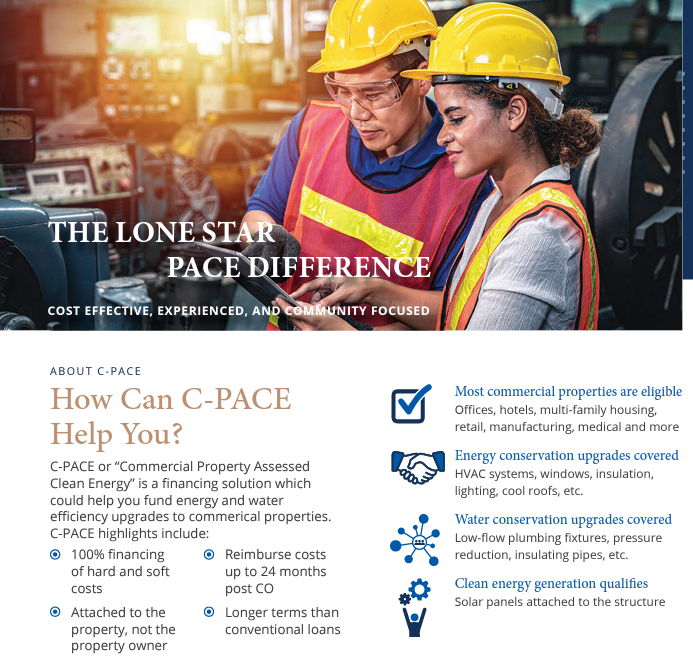 THE LONE STAR
PACE DIFFERENCE
COST EFFECTIVE, EXPERIENCED, AND COMMUNITY FOCUSED
ABOUT C-PACE
How Can C-PACE
Help You?
C-PACE or “Commercial Property Assessed
Clean Energy” is a financing solution which
could help you fund energy and water
efficiency upgrades to commerical properties.
C-PACE highlights include:
100% financing
of hard and soft
costs
Reimburse costs
up to 24 months
post CO
Attached to the
property, not the
property owner
Longer terms than
conventional loans
Most commercial properties are eligible
Offices, hotels, multi-family housing,
retail, manufacturing, medical and more
Energy conservation upgrades covered
HVAC systems, windows, insulation,
lighting, cool roofs, etc.
Water conservation upgrades covered
Low-flow plumbing fixtures, pressure
reduction, insulating pipes, etc.
Clean energy generation qualifies
Solar panels attached to the structure